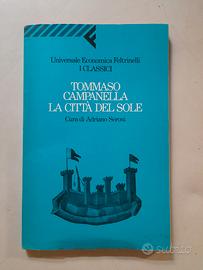 Universale Economica Feltrinelli
I CLASSICI
TOMMASO
CAMPANELLA
LA CITTÀ DEL SOLE
Cura di Adriano Seroni
subito